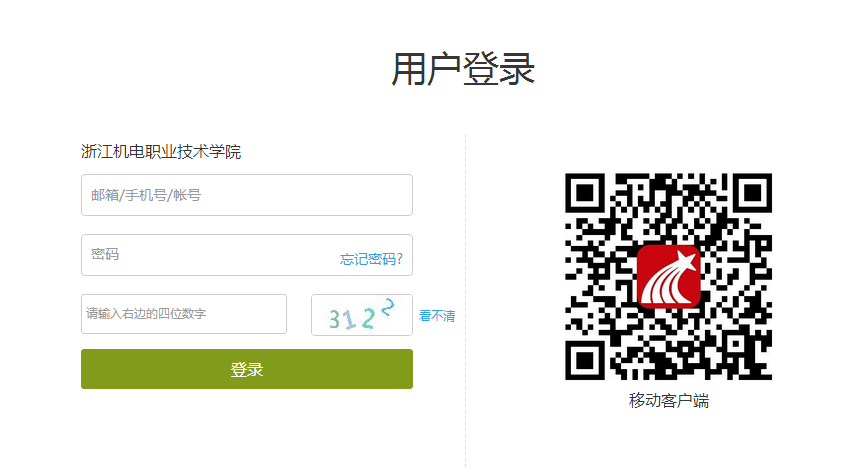 用户登录
浙江机电职业技术学院
邮箱/手机号/帐号
密码
忘记密码?
请输入右边的四位数字
3122
看不清
登录
移动客户端